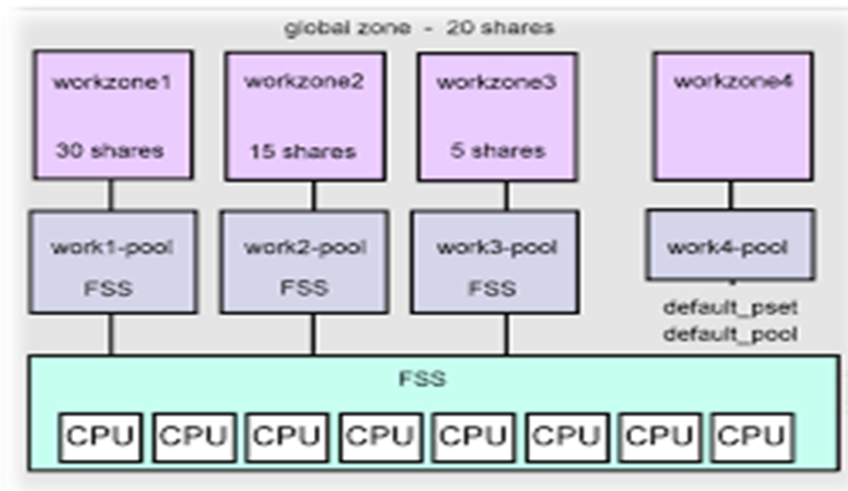 global zone - 20 shares
workzone1
30 shares
workzone2
15 shares
workzone3
5 shares
workzone4
work1-pool
FSS
work2-pool
FSS
work3-pool
FSS
work4-pool
default_pset
default_pool
FSS
CPU CPU CPU CPU CPU CPU CPU CPU